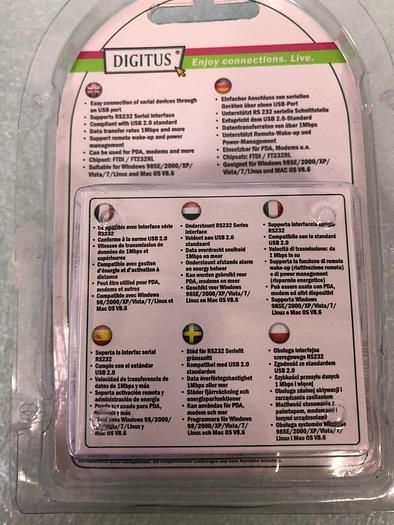 DIGITUS
Enjoy connections. Live.
• Easy connection of serial devices through
an USB port
• Supports RS232 Serial interface
• Compliant with USB 2.0 standard
• Data transfer rates 1Mbps and more
• Support remote wake-up and power
management
• Can be used for PDA, modems and more
• Chipset: FTDI / FT232RL
• Suitable for Windows 98SE/2000/XP/
Vista/7/Linux and Mac OS V8.6
• Einfacher Anschluss von seriellen
Geräten über einen USB-Port
• Unterstützt RS 232 serielle Schnittstelle
• Entspricht dem USB 2.0-Standard
• Datentransferraten von über 1Mbps
• Unterstützt Remote-Wake-up und
Power-Management
• Einsetzbar für PDA, Modems u.a.
• Chipsatz: FTDI / FT232RL
• Geeignet für Windows 98SE/2000/XP/
Vista/7/Linux und MAC OS V8.6
avec interface série
RS232
• Conforme à la norme USB 2.0
• Vitesses de transmission de
données de 1Mbps et
supérieures
• Compatible avec gestion
d'énergie et d'activation à
distance
• Peut être utilisé pour PDA,
modems et autres
• Compatible avec Windows
98/2000/XP/Vista/7/Linux et
Mac OS V8.6
• Ondersteunt RS232 Series
interface
• Voldoet aan USB 2.0
standaard
• Data overdracht snelheid
1Mbps en meer
• Ondersteunt afstands alarm
en energy beheer
• Kan worden gebruikt voor
PDA, modems en meer
• Geschikt voor Windows
98SE/2000/XP/Vista/7/
Linux en Mac OS V8.6
• Supporta interfaccia
RS232
• Compatibile con lo standard
USB 2.0
• Velocità di trasmissione: da
1 Mbps in su
• Supporta la funzione di remote
wake-up (riattivazione remota)
e di power management
(risparmio energetico)
• Può essere usata con PDA,
modem ed altri dispositivi
• Supporta Windows
98SE/2000/XP/Vista/7/
Linux e Mac OS V8.6
• Soporta la interfaz serial
RS232
• Cumple con el estándar
USB 2.0
• Velocidad de transferencia de
datos de 1Mbps y más
• Soporta activación remota y
administración de energía
• usado para PDA,
y más
Windows 98/2000/
XP/Vista/7/Linux y
Mac OS V8.6
• Stöd för RS232 Seriellt
gränssnitt
• Kompatibel med USB 2.0
standarden
• Data överföringshastighet
1Mbps eller mer
• Stöder fjärrväckning och
energisparfunktioner
• Kan användas för PDA,
modem och mer
• Programvara för Windows
98/2000/XP/Vista/7/
Linux och Mac OS V8.6
• Obsługa interfejsu
szeregowego RS232
• Zgodność ze standardem
USB 2.0
• Szybkości przesyłu danych
1 Mbps i więcej
• Obsługa zdalnej aktywacji i
zarządzania zasilaniem
• Możliwość stosowania z
palmtopem, modemami i
innymi urządzeniami
• Obsługa systemów Windows
98SE/2000/XP/Vista/7/
Linux i Mac OS V8.6